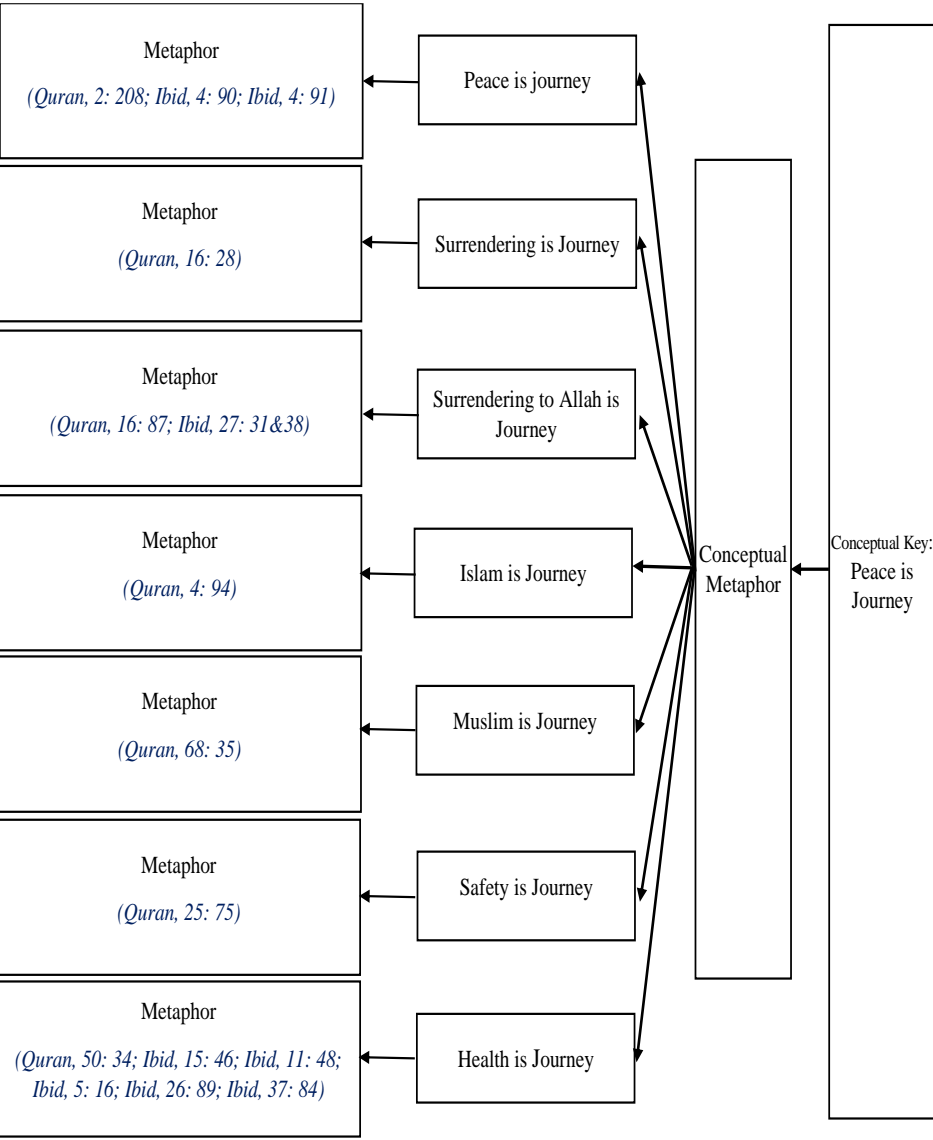 Metaphor
(Quran, 2: 208; Ibid, 4: 90; Ibid, 4: 91)
Peace is journey
Metaphor
(Quran, 16: 28)
Surrendering is Journey
Metaphor
(Quran, 16: 87; Ibid, 27: 31&38)
Surrendering to Allah is
Journey
Metaphor
(Quran, 4: 94)
Islam is Journey
Metaphor
(Quran, 68: 35)
Muslim is Journey
Metaphor
(Quran, 25: 75)
Safety is Journey
Metaphor
(Quran, 50: 34; Ibid, 15: 46; Ibid, 11: 48;
Ibid, 5: 16; Ibid, 26: 89; Ibid, 37: 84)
Health is Journey
Conceptual
Metaphor
Conceptual Key:
Peace is
Journey